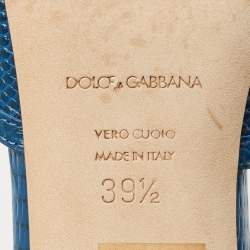 DOLCE & GABBANA
VERO CUOIO
MADE IN ITALY
39½